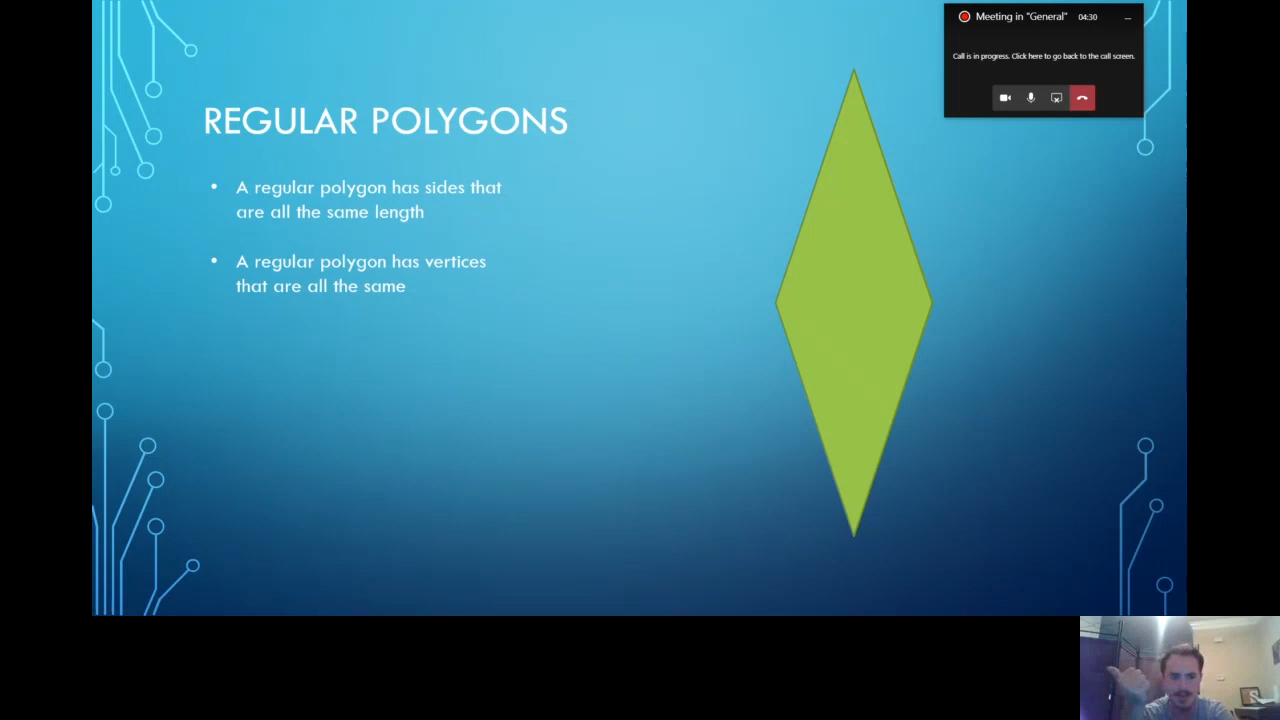 Meeting in "General" 04:30
Call is in progress. Click here to go back to the call screen.
REGULAR POLYGONS
• A regular polygon has sides that
are all the same length
• A regular polygon has vertices
that are all the same